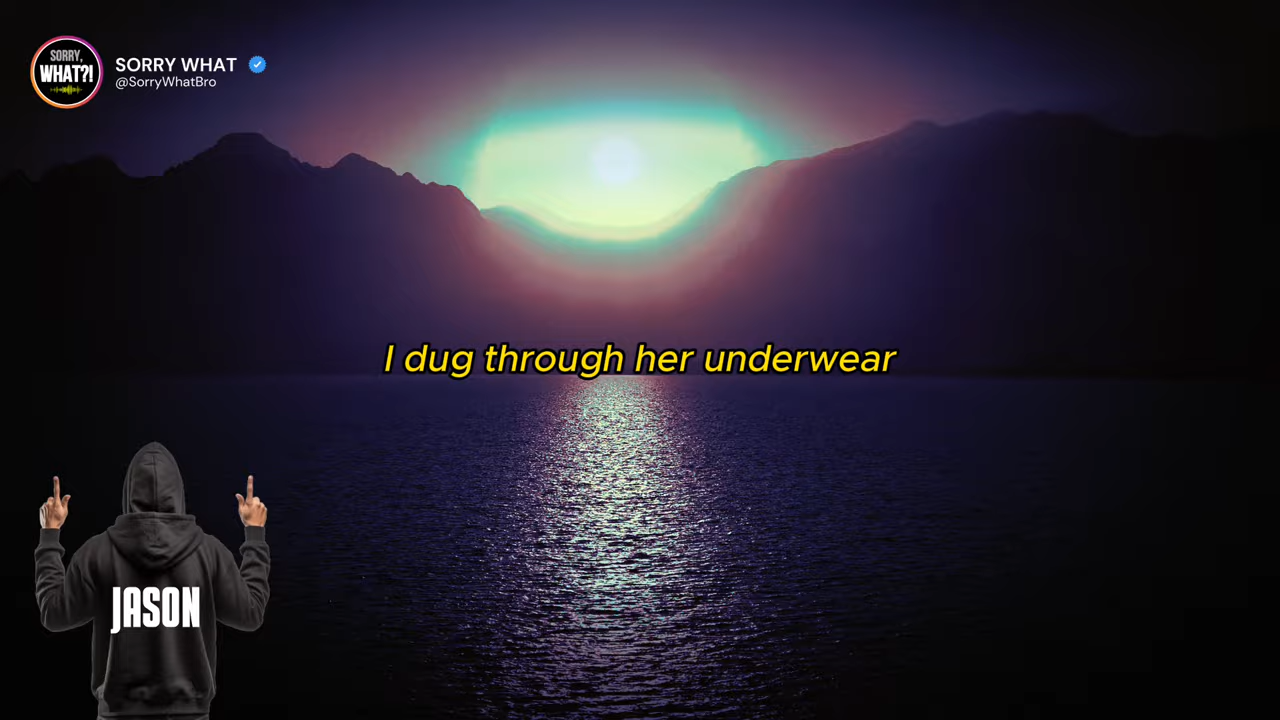 SORRY,
WHAT?!
SORRY WHAT
@SorryWhatBro
I dug through her underwear
JASON